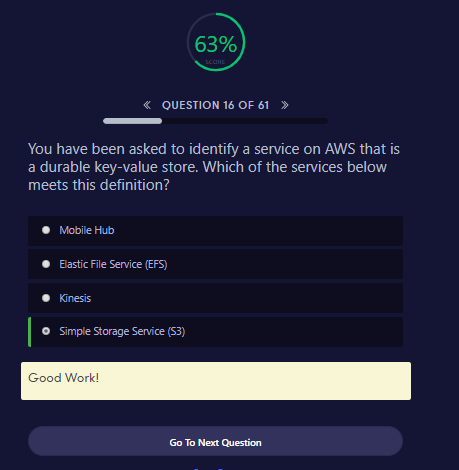 63%
SCORE
« QUESTION 16 OF 61 »
You have been asked to identify a service on AWS that is
a durable key-value store. Which of the services below
meets this definition?
Mobile Hub
Elastic File Service (EFS)
Kinesis
Simple Storage Service (S3)
Good Work!
Go To Next Question